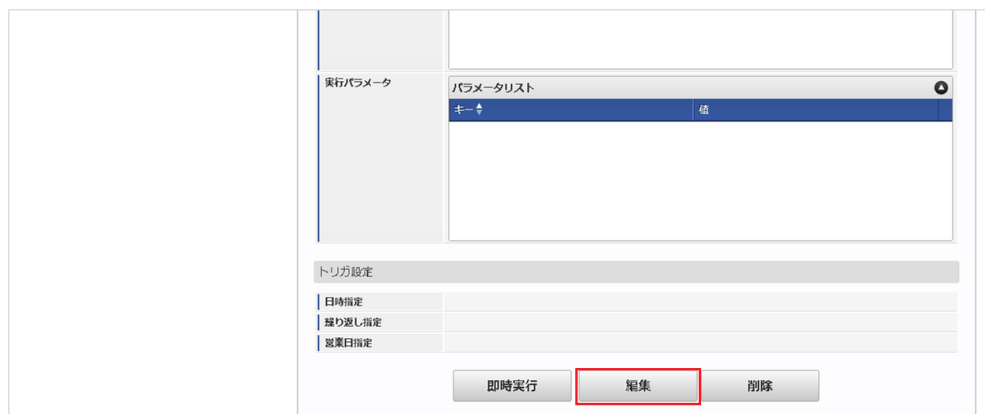 実行パラメータ
パラメータリスト
キー 値
トリガ設定
日時指定
繰り返し指定
営業日指定
即時実行 編集 削除